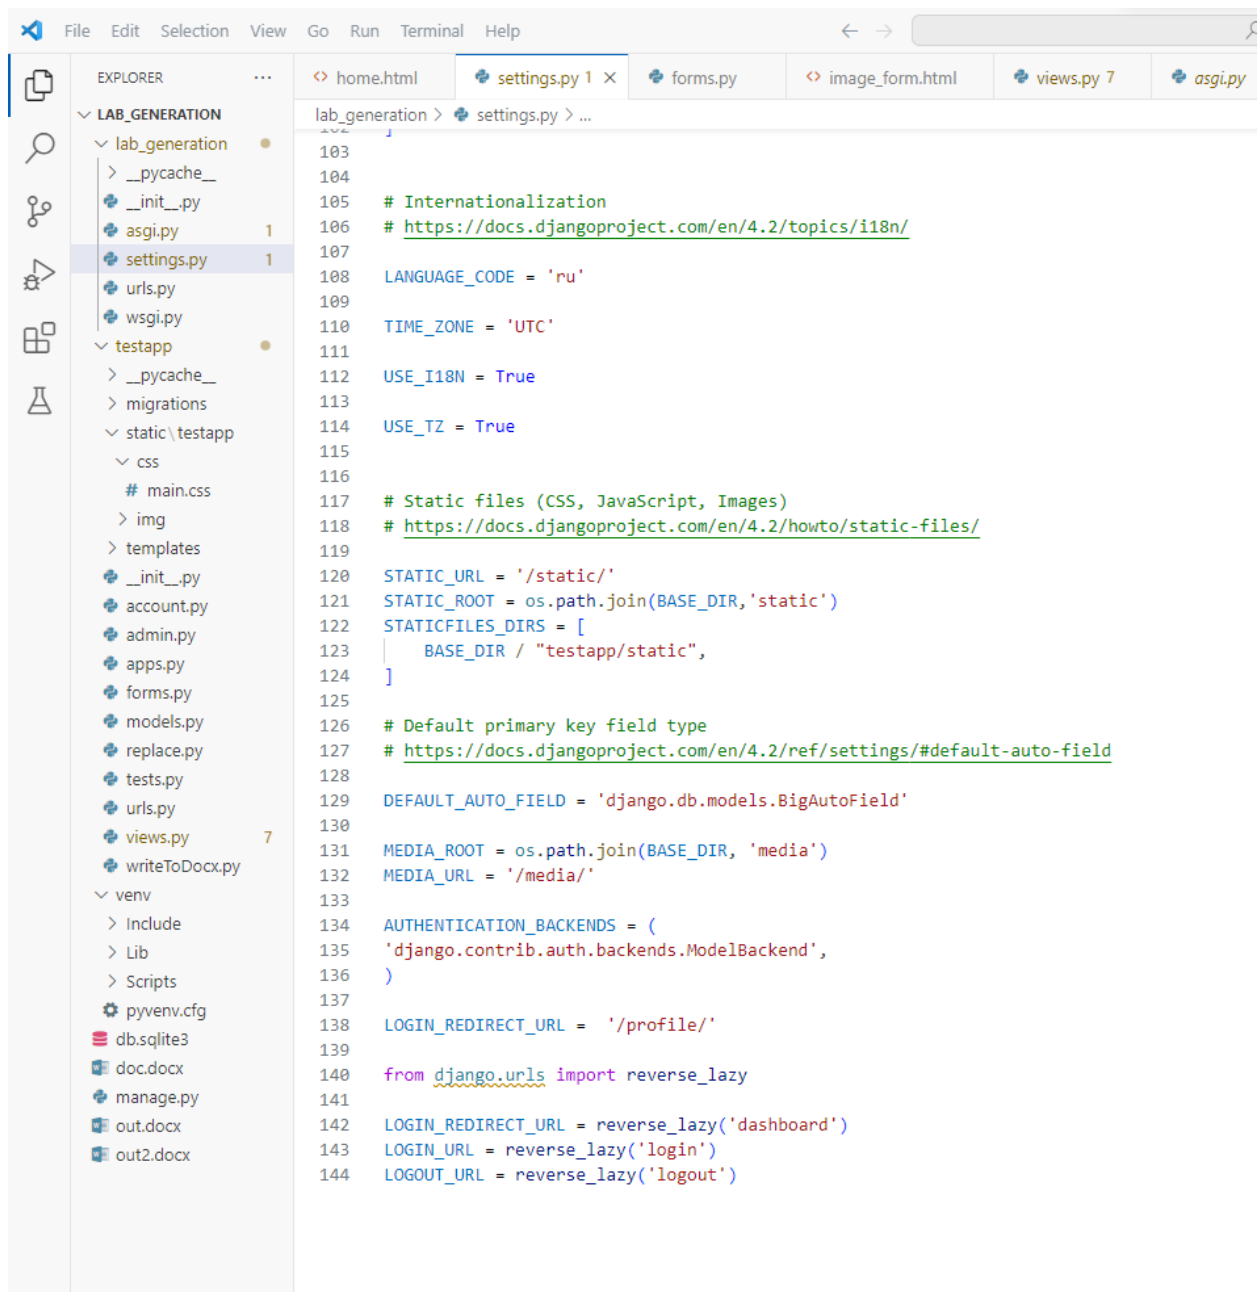 File Edit Selection View Go Run Terminal Help
EXPLORER ...
home.html
settings.py 1
forms.py
image_form.html
views.py 7
asgi.py
LAB_GENERATION
lab_generation
__pycache__
__init__.py
asgi.py 1
settings.py 1
urls.py
wsgi.py
testapp
__pycache__
migrations
static\testapp
css
# main.css
img
templates
__init__.py
account.py
admin.py
apps.py
forms.py
models.py
replace.py
tests.py
urls.py
views.py 7
writeToDocx.py
venv
Include
Lib
Scripts
pyvenv.cfg
db.sqlite3
doc.docx
manage.py
out.docx
out2.docx
lab_generation > settings.py > ...
102 ]
103
104
105 # Internationalization
106 # https://docs.djangoproject.com/en/4.2/topics/i18n/
107
108 LANGUAGE_CODE = 'ru'
109
110 TIME_ZONE = 'UTC'
111
112 USE_I18N = True
113
114 USE_TZ = True
115
116
117 # Static files (CSS, JavaScript, Images)
118 # https://docs.djangoproject.com/en/4.2/howto/static-files/
119
120 STATIC_URL = '/static/'
121 STATIC_ROOT = os.path.join(BASE_DIR,'static')
122 STATICFILES_DIRS = [
123     BASE_DIR / "testapp/static",
124 ]
125
126 # Default primary key field type
127 # https://docs.djangoproject.com/en/4.2/ref/settings/#default-auto-field
128
129 DEFAULT_AUTO_FIELD = 'django.db.models.BigAutoField'
130
131 MEDIA_ROOT = os.path.join(BASE_DIR, 'media')
132 MEDIA_URL = '/media/'
133
134 AUTHENTICATION_BACKENDS = (
135 'django.contrib.auth.backends.ModelBackend',
136 )
137
138 LOGIN_REDIRECT_URL =  '/profile/'
139
140 from django.urls import reverse_lazy
141
142 LOGIN_REDIRECT_URL = reverse_lazy('dashboard')
143 LOGIN_URL = reverse_lazy('login')
144 LOGOUT_URL = reverse_lazy('logout')